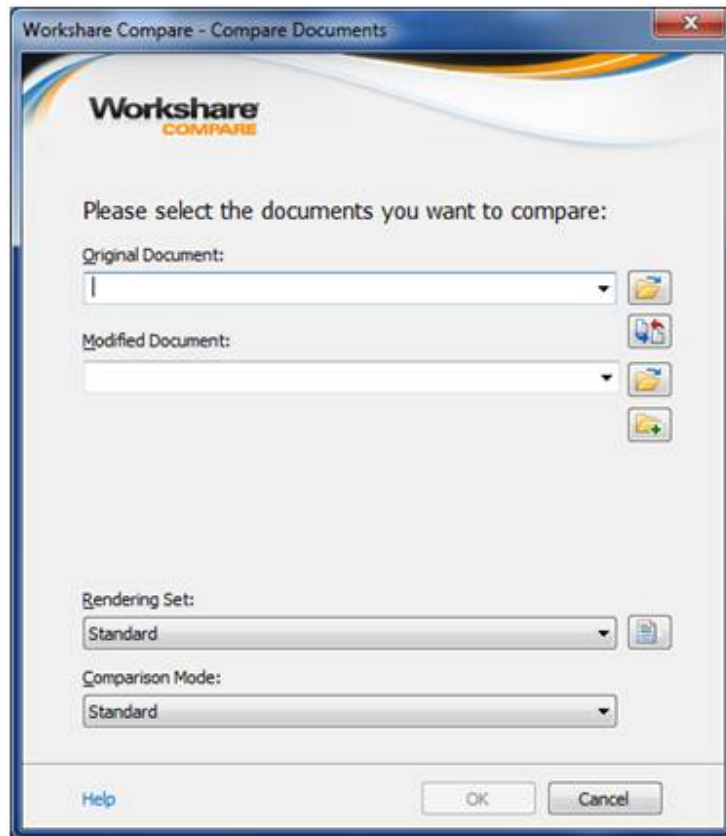 Workshare Compare - Compare Documents
Workshare
COMPARE
Please select the documents you want to compare:
Original Document:
Modified Document:
Rendering Set:
Standard
Comparison Mode:
Standard
Help
OK
Cancel